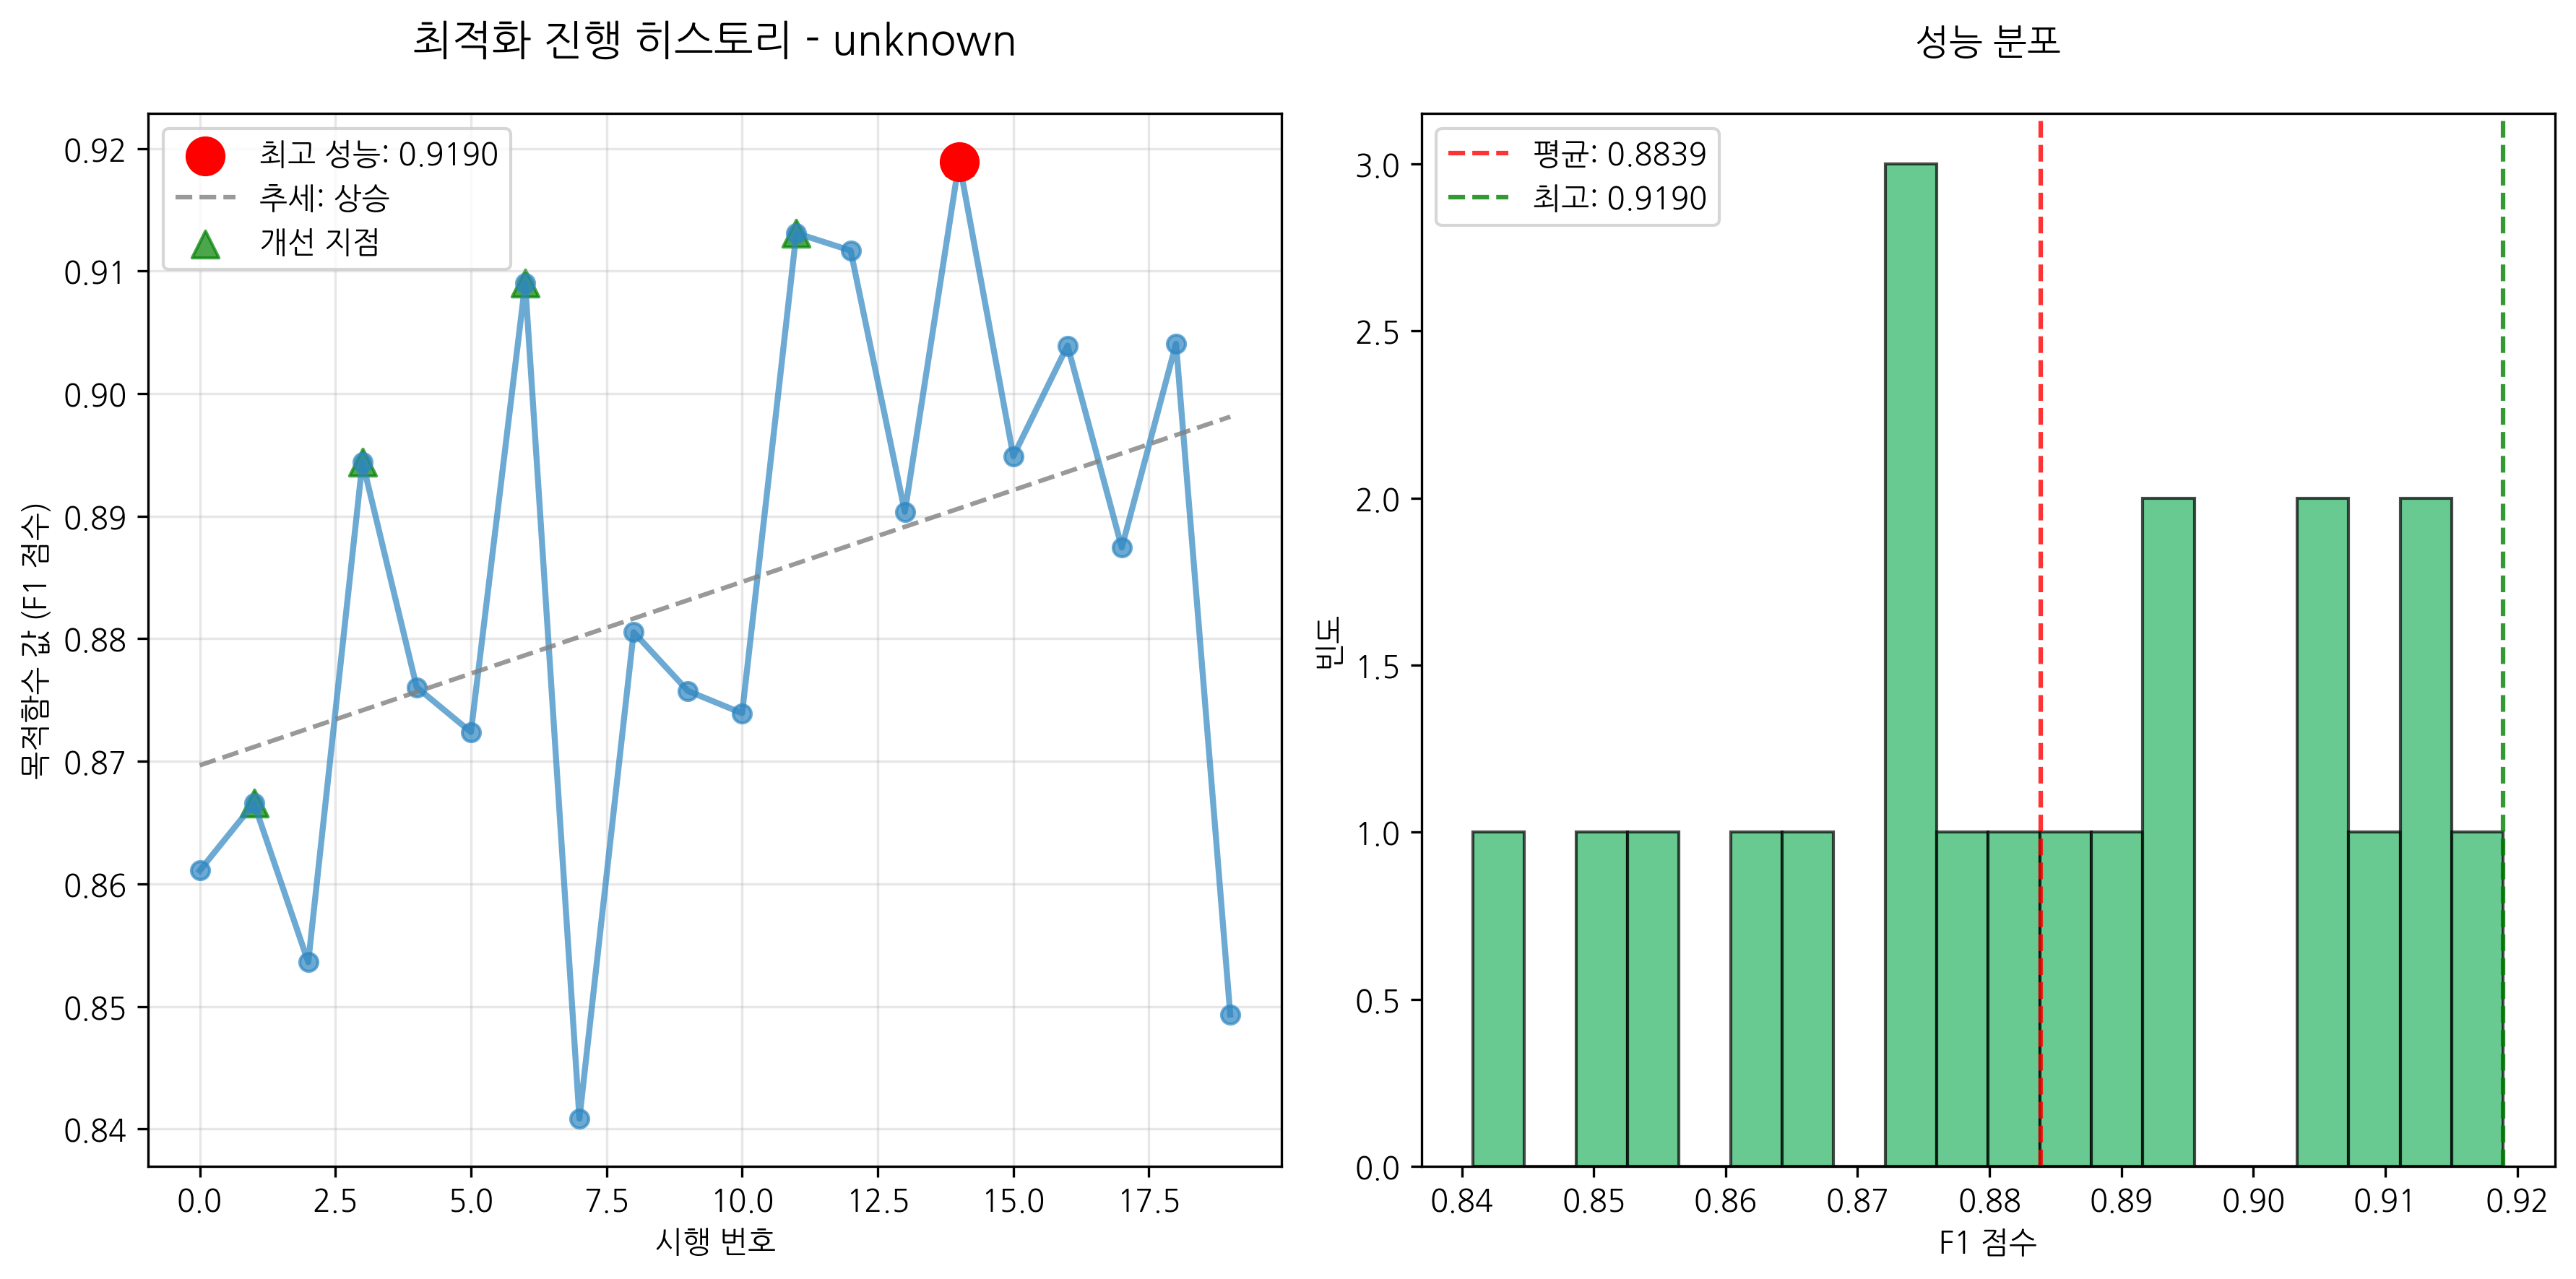 최적화 진행 히스토리 - unknown
최고 성능: 0.9190
추세: 상승
개선 지점
목적함수 값 (F1 점수)
0.92
0.91
0.90
0.89
0.88
0.87
0.86
0.85
0.84
0.0 2.5 5.0 7.5 10.0 12.5 15.0 17.5
시행 번호
성능 분포
평균: 0.8839
최고: 0.9190
빈도
3.0
2.5
2.0
1.5
1.0
0.5
0.0
0.84 0.85 0.86 0.87 0.88 0.89 0.90 0.91 0.92
F1 점수